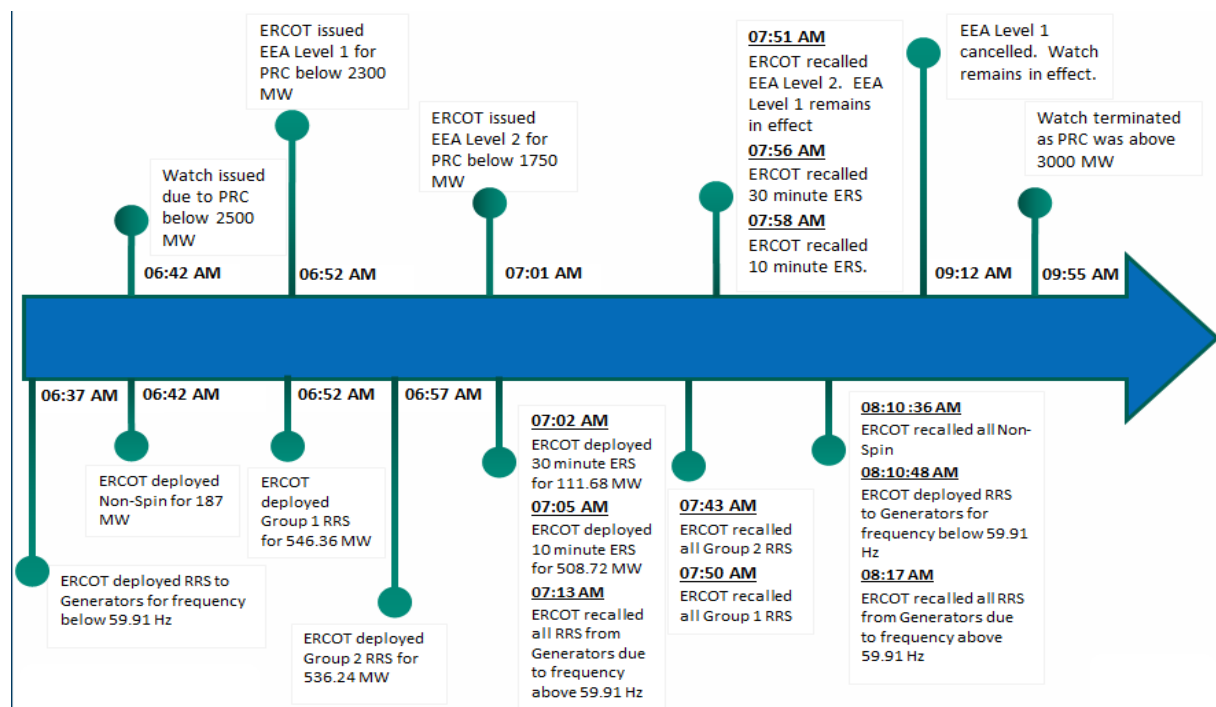 ERCOT issued
EEA Level 1 for
PRC below 2300
MW
Watch issued
due to PRC
below 2500
MW
ERCOT issued
EEA Level 2 for
PRC below 1750
MW
07:51 AM
ERCOT recalled
EEA Level 2. EEA
Level 1 remains
in effect
07:56 AM
ERCOT recalled
30 minute ERS
07:58 AM
ERCOT recalled
10 minute ERS.
EEA Level 1
cancelled. Watch
remains in effect.
Watch terminated
as PRC was above
3000 MW
06:42 AM
06:52 AM
07:01 AM
09:12 AM
09:55 AM
06:37 AM
06:42 AM
06:52 AM
06:57 AM
ERCOT deployed RRS to
Generators for frequency
below 59.91 Hz
ERCOT deployed
Non-Spin for 187
MW
ERCOT
deployed
Group 1 RRS
for 546.36 MW
ERCOT deployed
Group 2 RRS for
536.24 MW
07:02 AM
ERCOT deployed
30 minute ERS
for 111.68 MW
07:05 AM
ERCOT deployed
10 minute ERS
for 508.72 MW
07:13 AM
ERCOT recalled
all RRS from
Generators due
to frequency
above 59.91 Hz
07:43 AM
ERCOT recalled
all Group 2 RRS
07:50 AM
ERCOT recalled
all Group 1 RRS
08:10:36 AM
ERCOT recalled all Non-
Spin
08:10:48 AM
ERCOT deployed RRS
to Generators for
frequency below 59.91
Hz
08:17 AM
ERCOT recalled all RRS
from Generators due
to frequency above
59.91 Hz